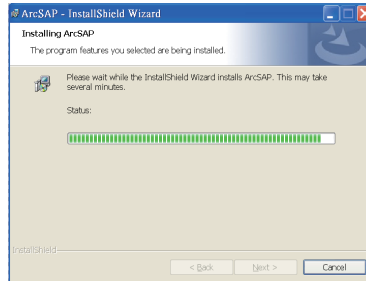 ArcSAP - InstallShield Wizard
Installing ArcSAP
The program features you selected are being installed.
Please wait while the InstallShield Wizard installs ArcSAP. This may take
several minutes.
Status:
InstallShield
< Back
Next >
Cancel